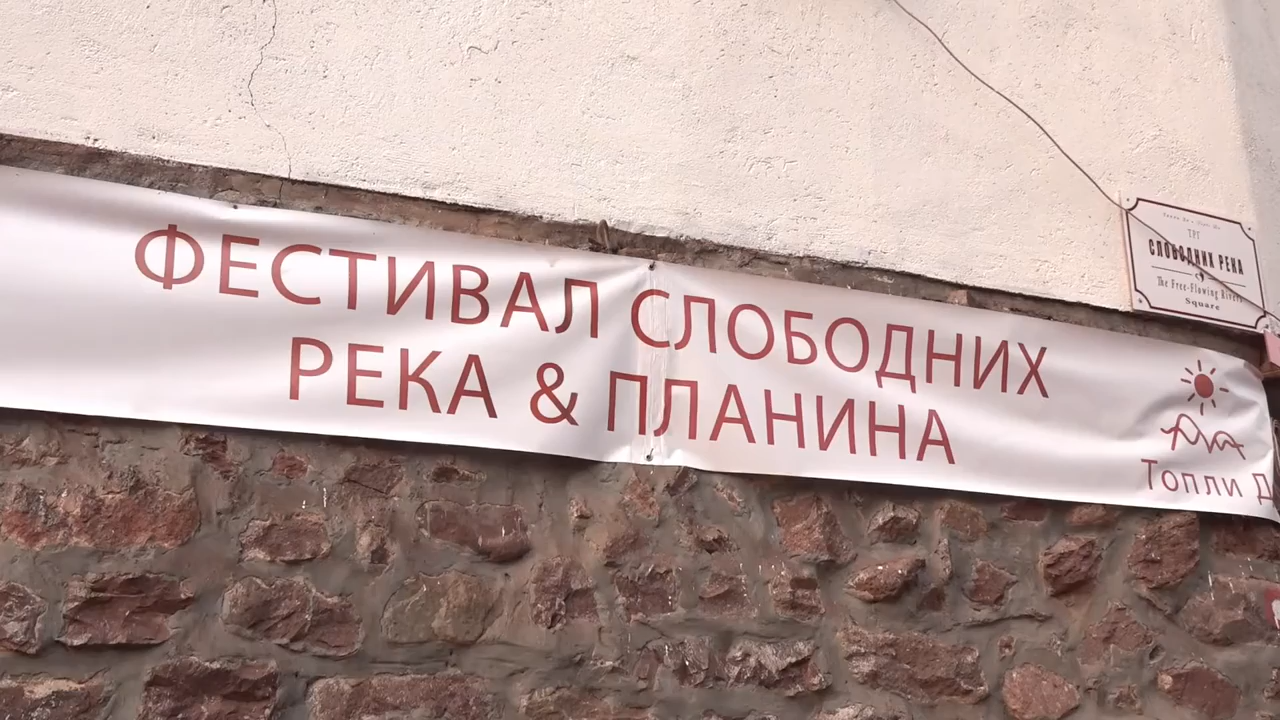 ФЕСТИВАЛ СЛОБОДНИХ
РЕКА & ПЛАНИНА
Топли
ТРГ
СЛОБОДНИХ РЕКА
The Free-Flowing Rivers
Square